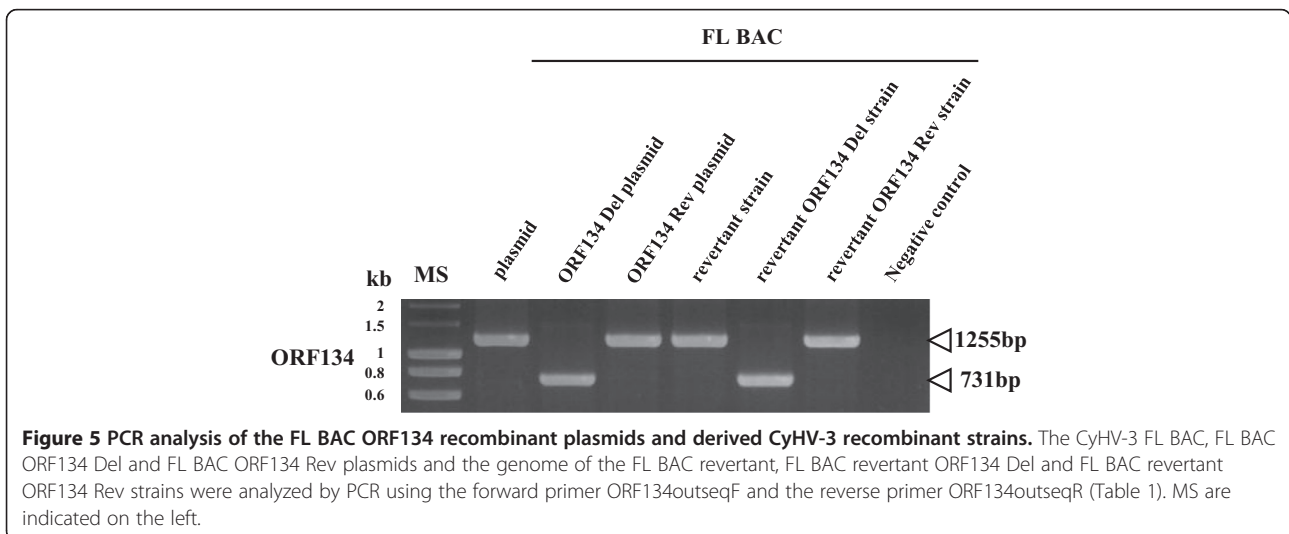 FL BAC
plasmid
ORF134 Del plasmid
ORF134 Rev plasmid
revertant strain
revertant ORF134 Del strain
revertant ORF134 Rev strain
Negative control
kb
MS
2
1.5
1
0.8
0.6
ORF134
1255bp
731bp
Figure 5 PCR analysis of the FL BAC ORF134 recombinant plasmids and derived CyHV-3 recombinant strains. The CyHV-3 FL BAC, FL BAC
ORF134 Del and FL BAC ORF134 Rev plasmids and the genome of the FL BAC revertant, FL BAC revertant ORF134 Del and FL BAC revertant
ORF134 Rev strains were analyzed by PCR using the forward primer ORF134outseqF and the reverse primer ORF134outseqR (Table 1). MS are
indicated on the left.